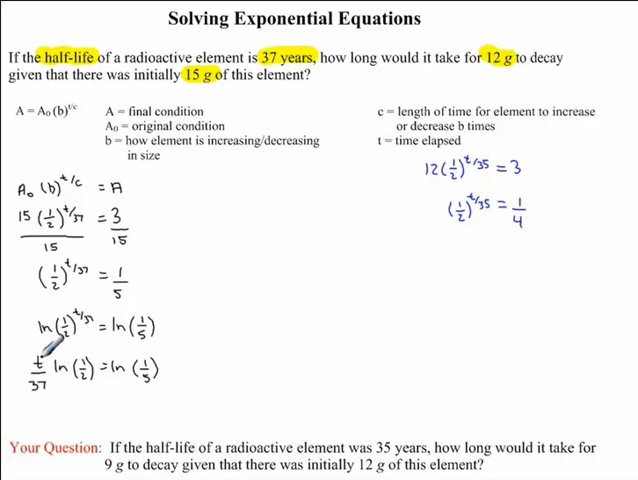 Solving Exponential Equations
If the half-life of a radioactive element is 37 years, how long would it take for 12 g to decay
given that there was initially 15 g of this element?
A = A₀ (b)^t/c
A = final condition
A₀ = original condition
b = how element is increasing/decreasing
in size
c = length of time for element to increase
or decrease b times
t = time elapsed
A₀ (b)^t/c = A
15 (1/2)^t/37 = 3
15 15
(1/2)^t/37 = 1/5
ln(1/2)^t/37 = ln(1/5)
t/37 ln(1/2) = ln(1/5)
12(1/2)^t/35 = 3
(1/2)^t/35 = 1/4
Your Question: If the half-life of a radioactive element was 35 years, how long would it take for
9 g to decay given that there was initially 12 g of this element?